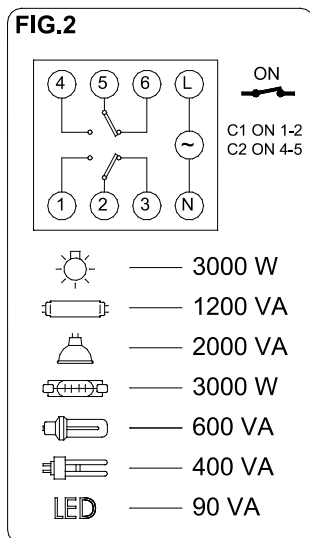 FIG.2
4 5 6 L
ON
C1 ON 1-2
C2 ON 4-5
~
1 2 3 N
3000 W
1200 VA
2000 VA
3000 W
600 VA
400 VA
LED 90 VA